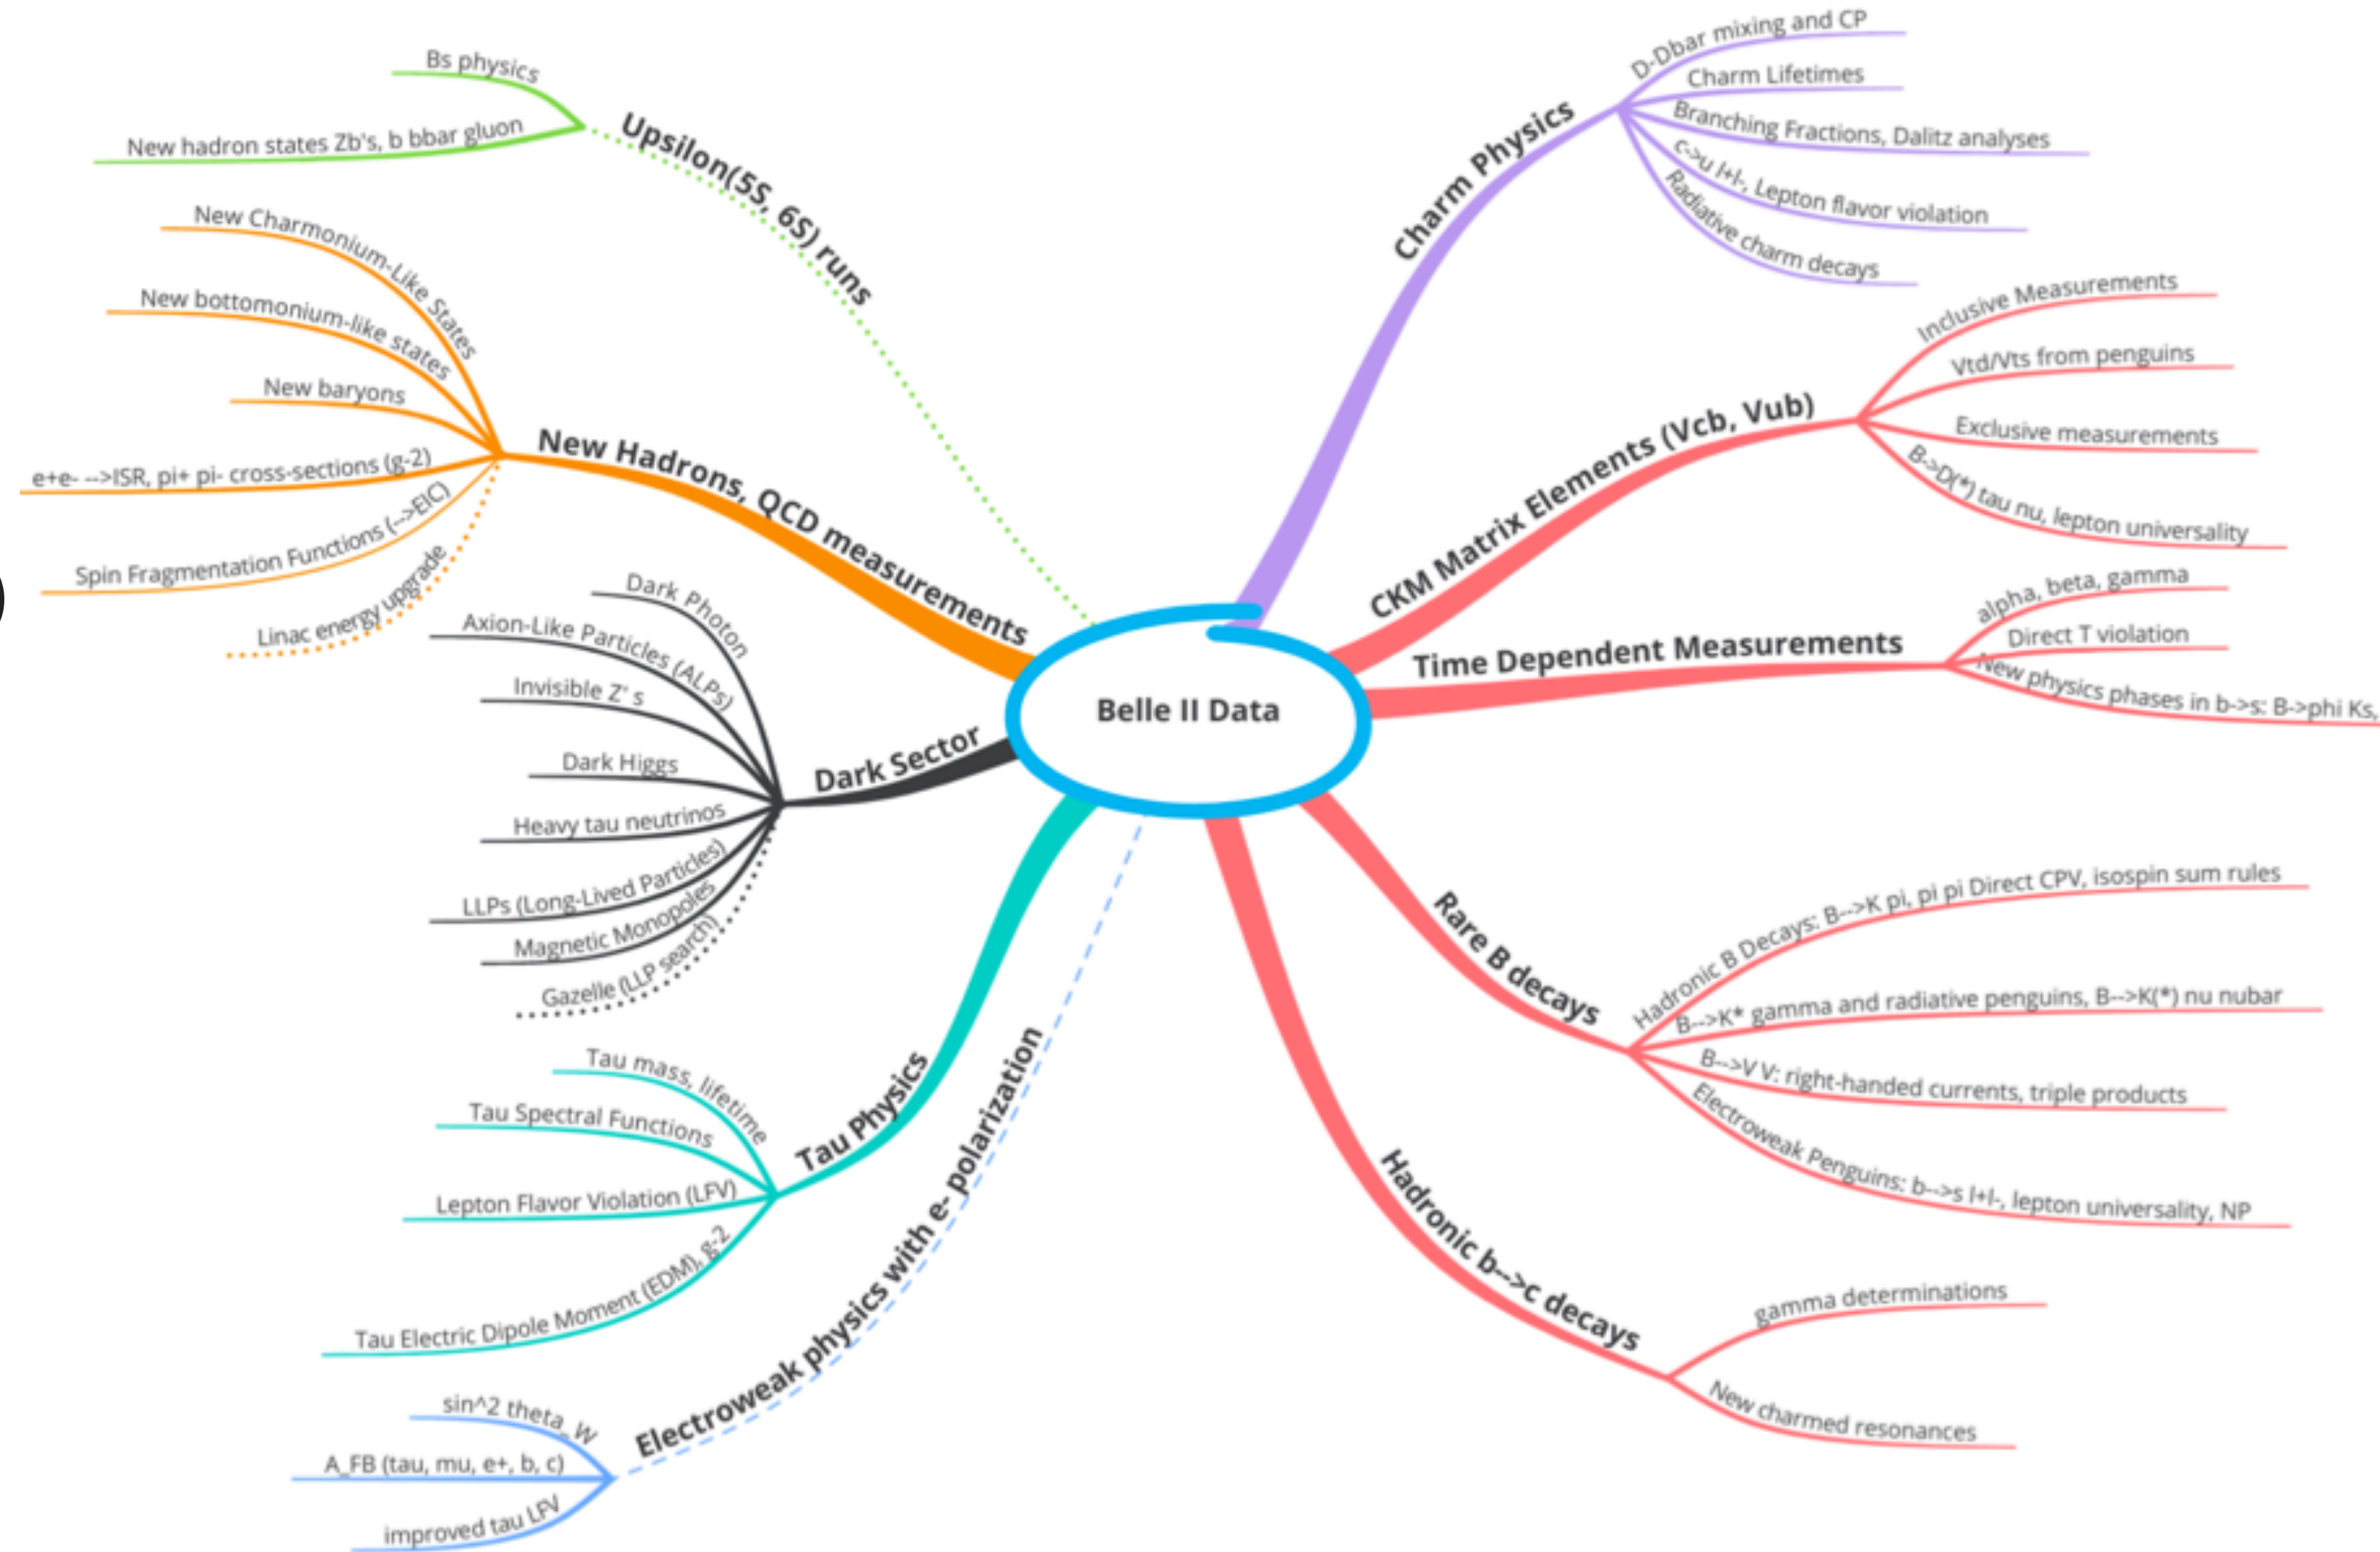 Belle II Data
Upsilon(5S, 6S) runs
Bs physics
New hadron states Zb's, b bbar gluon
New Hadrons, QCD measurements
New Charmonium-Like States
New bottomonium-like states
New baryons
e+e- -->ISR, pi+ pi- cross-sections (g-2)
Spin Fragmentation Functions (-->EIC)
Linac energy upgrade
Dark Sector
Dark Photon
Axion-Like Particles (ALPs)
Invisible Z' s
Dark Higgs
Heavy tau neutrinos
LLPs (Long-Lived Particles)
Magnetic Monopoles
Gazelle (LLP search)
Tau Physics
Tau mass, lifetime
Tau Spectral Functions
Lepton Flavor Violation (LFV)
Tau Electric Dipole Moment (EDM), g-2
Electroweak physics with e- polarization
sin^2 theta_W
A_FB (tau, mu, e+, b, c)
improved tau LFV
Charm Physics
D-Dbar mixing and CP
Charm Lifetimes
Branching Fractions, Dalitz analyses
c->u l+l-, Lepton flavor violation
Radiative charm decays
CKM Matrix Elements (Vcb, Vub)
Inclusive Measurements
Vtd/Vts from penguins
Exclusive measurements
B->D(*) tau nu, lepton universality
Time Dependent Measurements
alpha, beta, gamma
Direct T violation
New physics phases in b->s: B->phi Ks,
Rare B decays
Hadronic B Decays: B-->K pi, pi pi Direct CPV, isospin sum rules
B-->K* gamma and radiative penguins, B-->K(*) nu nubar
B-->V V: right-handed currents, triple products
Electroweak Penguins: b-->s l+l-, lepton universality, NP
Hadronic b-->c decays
gamma determinations
New charmed resonances